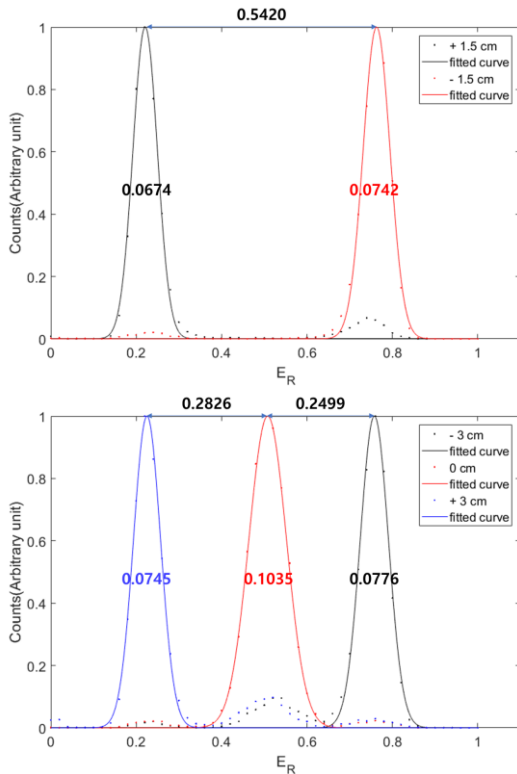 0.5420
1
0.8
0.6
0.4
0.2
0
Counts(Arbitrary unit)
0.0674
0.0742
+ 1.5 cm
fitted curve
- 1.5 cm
fitted curve
0 0.2 0.4 0.6 0.8 1
E_R
0.2826 0.2499
1
0.8
0.6
0.4
0.2
0
Counts(Arbitrary unit)
0.0745 0.1035 0.0776
- 3 cm
fitted curve
0 cm
fitted curve
+ 3 cm
fitted curve
0 0.2 0.4 0.6 0.8 1
E_R